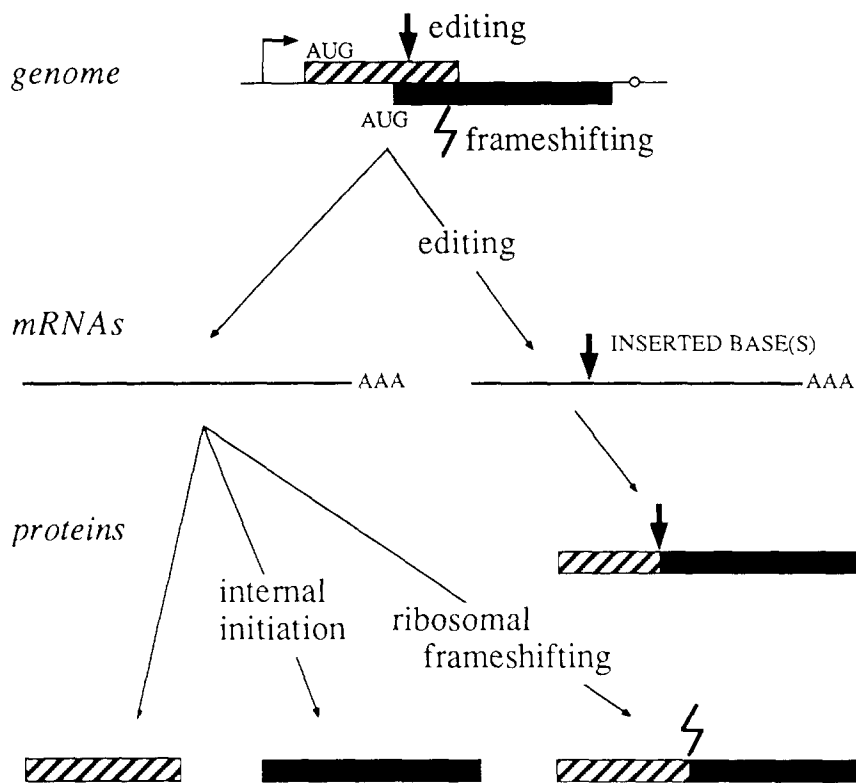 editing
AUG
genome
AUG
frameshifting
editing
mRNAs
INSERTED BASE(S)
AAA
AAA
proteins
internal
initiation
ribosomal
frameshifting